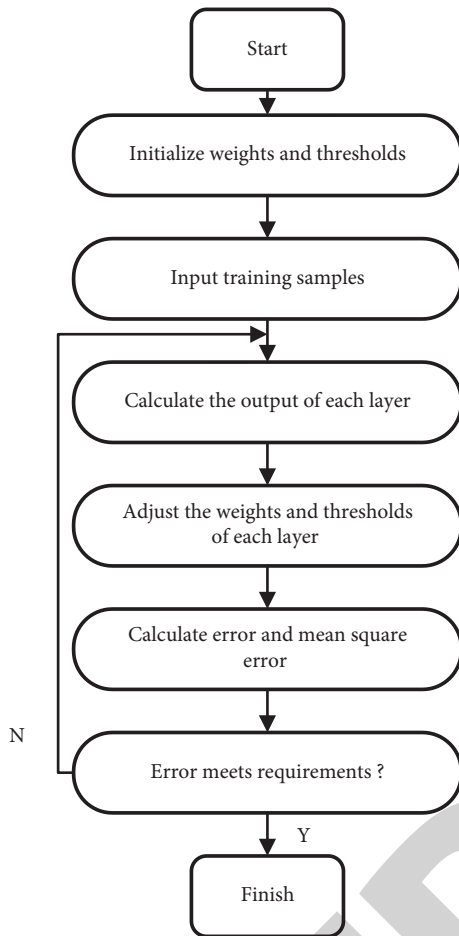 Start
Initialize weights and thresholds
Input training samples
Calculate the output of each layer
Adjust the weights and thresholds
of each layer
Calculate error and mean square
error
N
Error meets requirements ?
Y
Finish